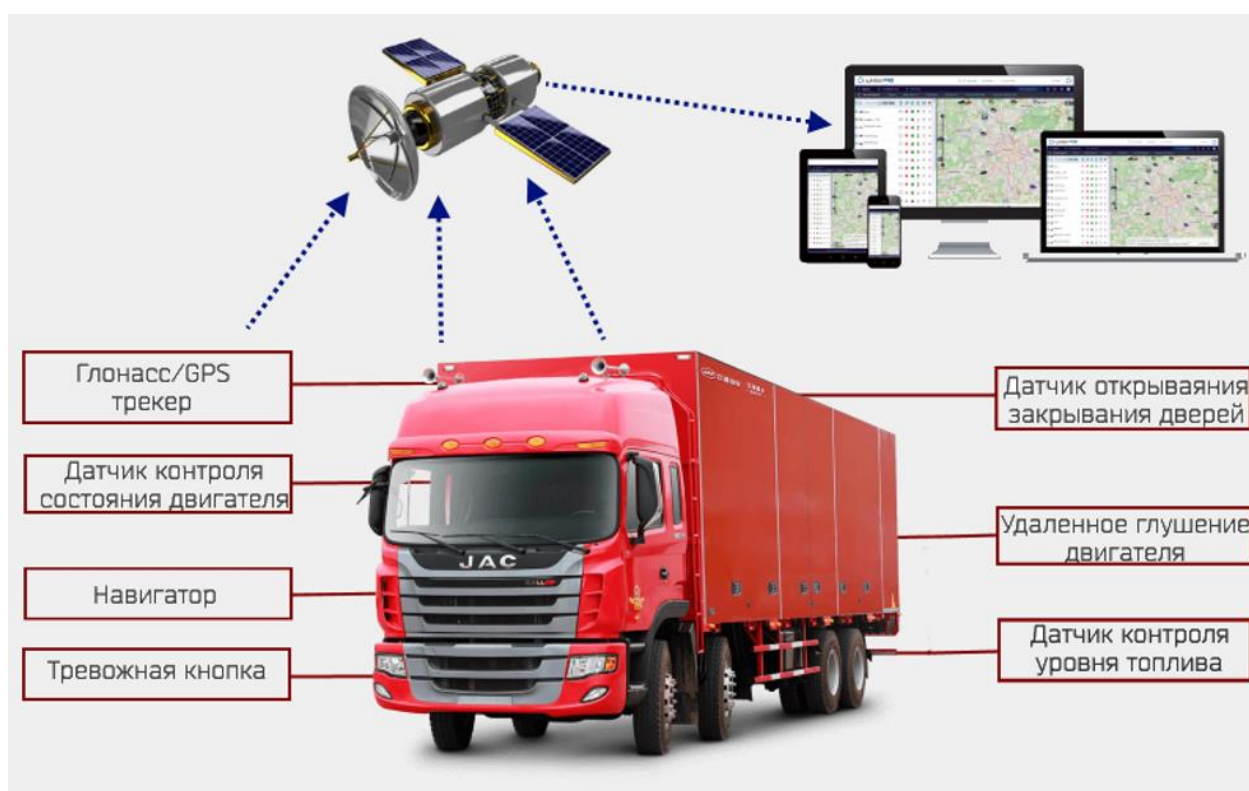 Глонасс/GPS
трекер
Датчик контроля
состояния двигателя
Навигатор
Тревожная кнопка
Датчик открываяния
закрывания дверей
Удаленное глушение
двигателя
Датчик контроля
уровня топлива
JAC